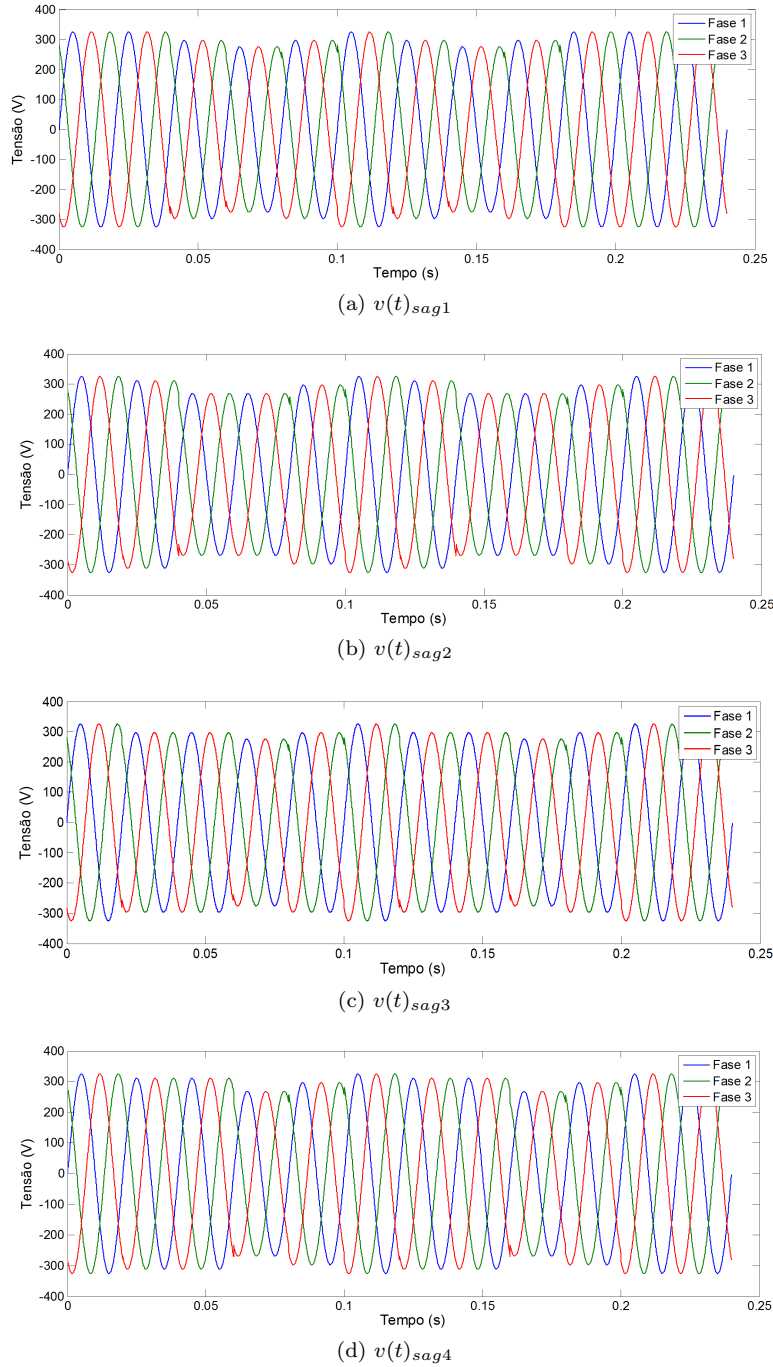 400
300
200
100
0
-100
-200
-300
-400
Tensão (V)
Fase 1
Fase 2
Fase 3
0
0.05
0.1
0.15
0.2
0.25
Tempo (s)
(a) v(t)sag1
400
300
200
100
0
-100
-200
-300
-400
Tensão (V)
Fase 1
Fase 2
Fase 3
0
0.05
0.1
0.15
0.2
0.25
Tempo (s)
(b) v(t)sag2
400
300
200
100
0
-100
-200
-300
-400
Tensão (V)
Fase 1
Fase 2
Fase 3
0
0.05
0.1
0.15
0.2
0.25
Tempo (s)
(c) v(t)sag3
400
300
200
100
0
-100
-200
-300
-400
Tensão (V)
Fase 1
Fase 2
Fase 3
0
0.05
0.1
0.15
0.2
0.25
Tempo (s)
(d) v(t)sag4